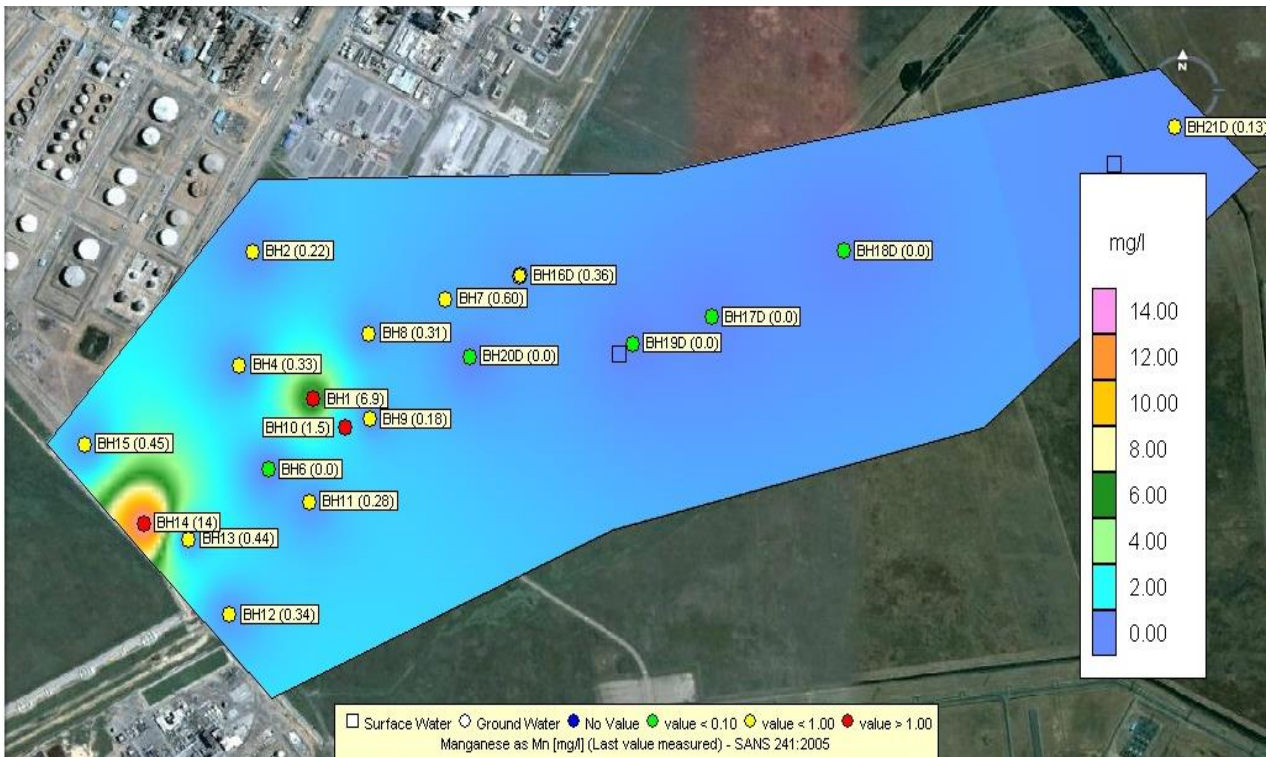 N
BH21D (0.13)
mg/l
14.00
12.00
10.00
8.00
6.00
4.00
2.00
0.00
BH2 (0.22)
BH18D (0.0)
BH16D (0.36)
BH7 (0.60)
BH17D (0.0)
BH8 (0.31)
BH19D (0.0)
BH20D (0.0)
BH4 (0.33)
BH1 (6.9)
BH9 (0.18)
BH10 (1.5)
BH15 (0.45)
BH6 (0.0)
BH11 (0.28)
BH14 (14)
BH13 (0.44)
BH12 (0.34)
Surface Water Ground Water No Value value < 0.10 value < 1.00 value > 1.00
Manganese as Mn [mg/l] (Last value measured) - SANS 241:2005